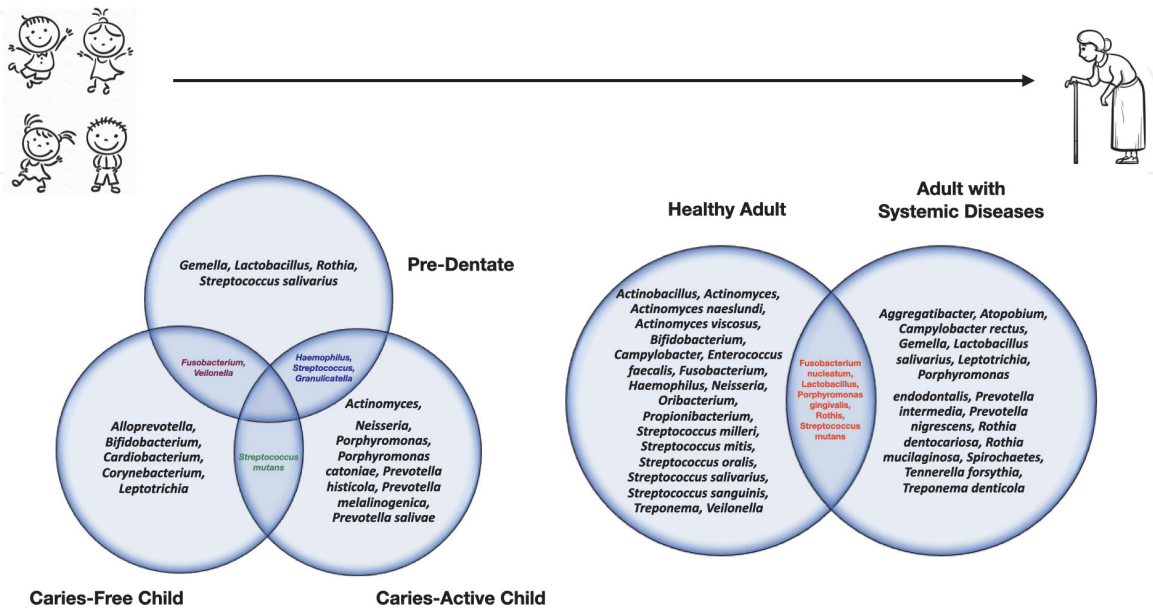 Pre-Dentate
Gemella, Lactobacillus, Rothia,
Streptococcus salivarius
Fusobacterium,
Veilonella
Haemophilus,
Streptococcus,
Granulicatella
Alloprevotella,
Bifidobacterium,
Cardiobacterium,
Corynebacterium,
Leptotrichia
Streptococcus
mutans
Actinomyces,
Neisseria,
Porphyromonas,
Porphyromonas
catoniae, Prevotella
histicola, Prevotella
melalinogenica,
Prevotella salivae
Caries-Free Child
Caries-Active Child
Healthy Adult
Actinobacillus, Actinomyces,
Actinomyces naeslundi,
Actinomyces viscosus,
Bifidobacterium,
Campylobacter, Enterococcus
faecalis, Fusobacterium,
Haemophilus, Neisseria,
Oribacterium,
Propionibacterium,
Streptococcus milleri,
Streptococcus mitis,
Streptococcus oralis,
Streptococcus salivarius,
Streptococcus sanguinis,
Treponema, Veilonella
Fusobacterium
nucleatum,
Lactobacillus,
Porphyromonas
gingivalis,
Rothis,
Streptococcus
mutans
Adult with
Systemic Diseases
Aggregatibacter, Atopobium,
Campylobacter rectus,
Gemella, Lactobacillus
salivarius, Leptotrichia,
Porphyromonas
endodontalis, Prevotella
intermedia, Prevotella
nigrescens, Rothia
dentocariosa, Rothia
mucilaginosa, Spirochaetes,
Tennerella forsythia,
Treponema denticola